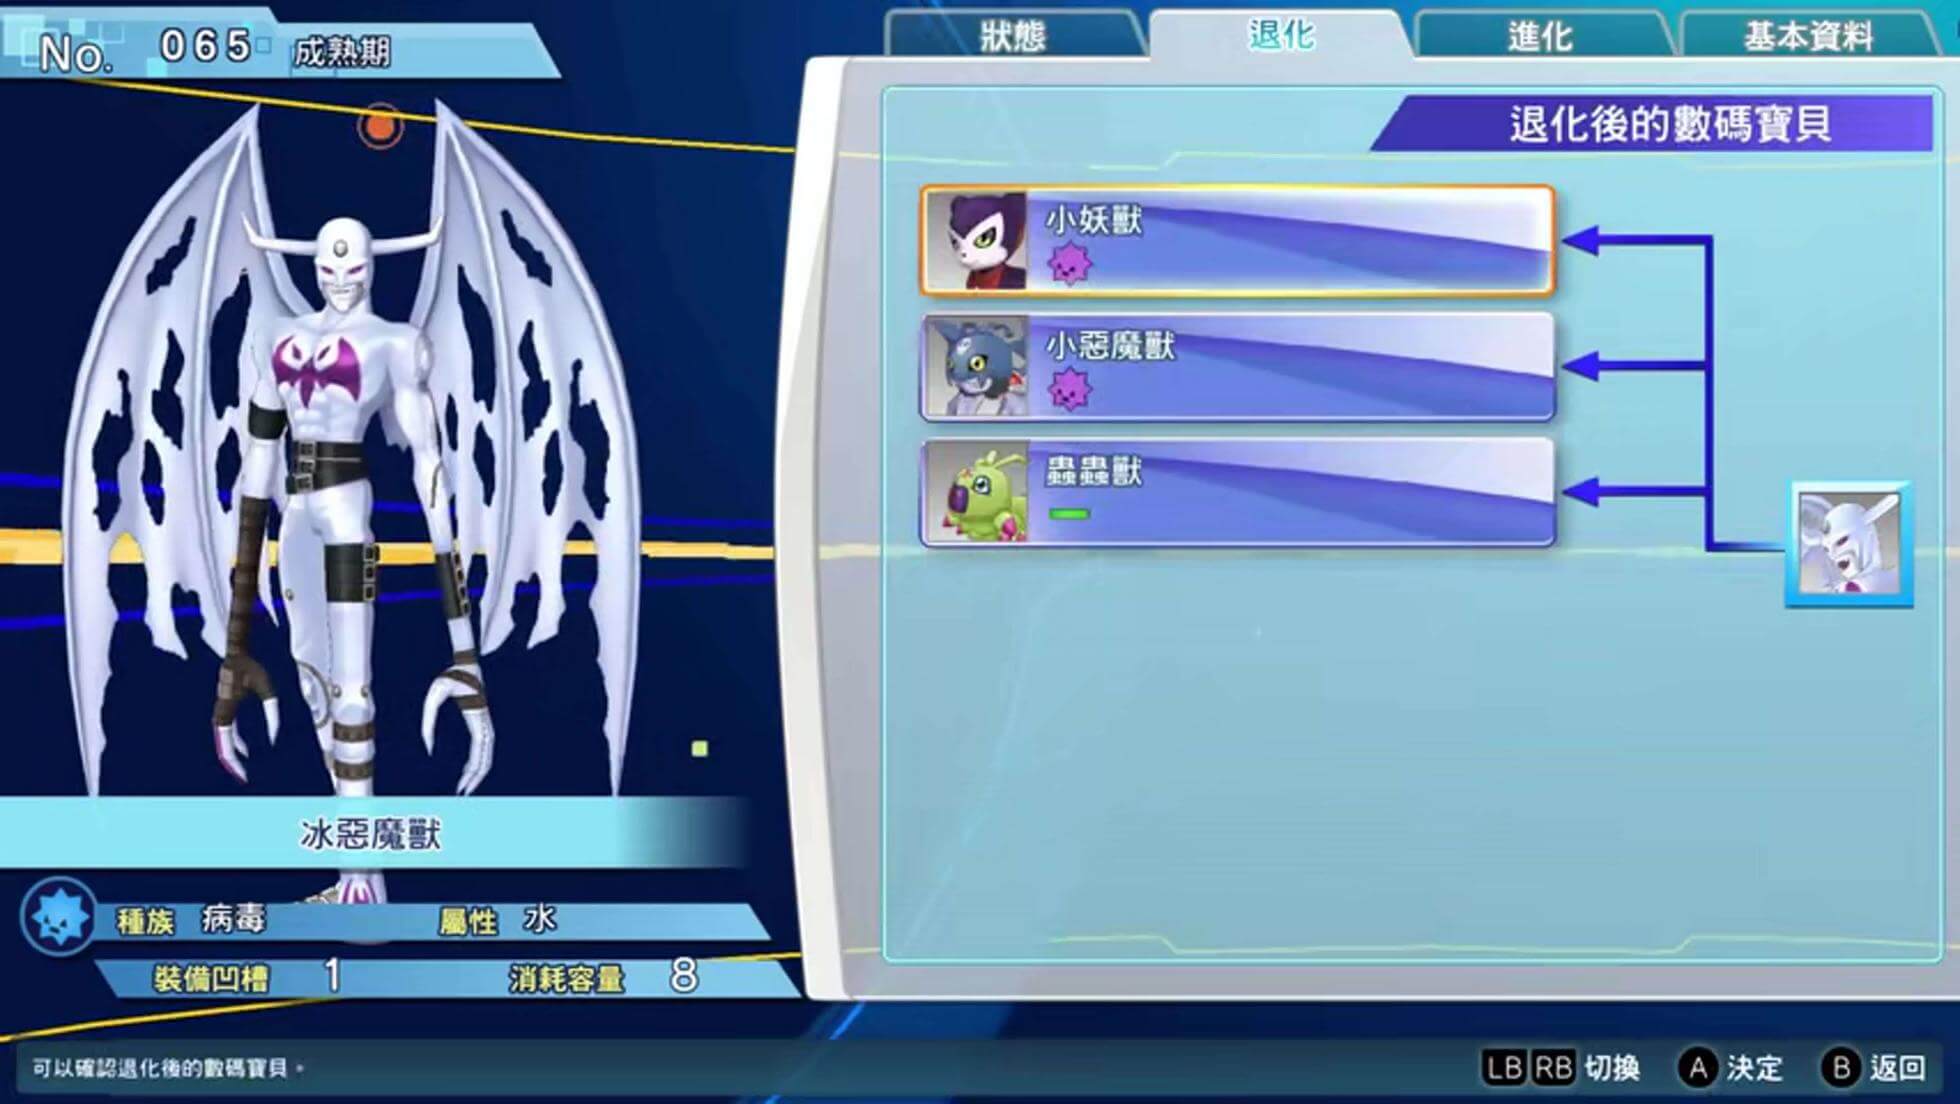 No. 065 成熟期
狀態 退化 進化 基本資料
退化後的數碼寶貝
小妖獸
小惡魔獸
蟲蟲獸
冰惡魔獸
種族 病毒 屬性 水
裝備凹槽 1 消耗容量 8
可以確認退化後的數碼寶貝。
LB RB 切換 A 決定 B 返回